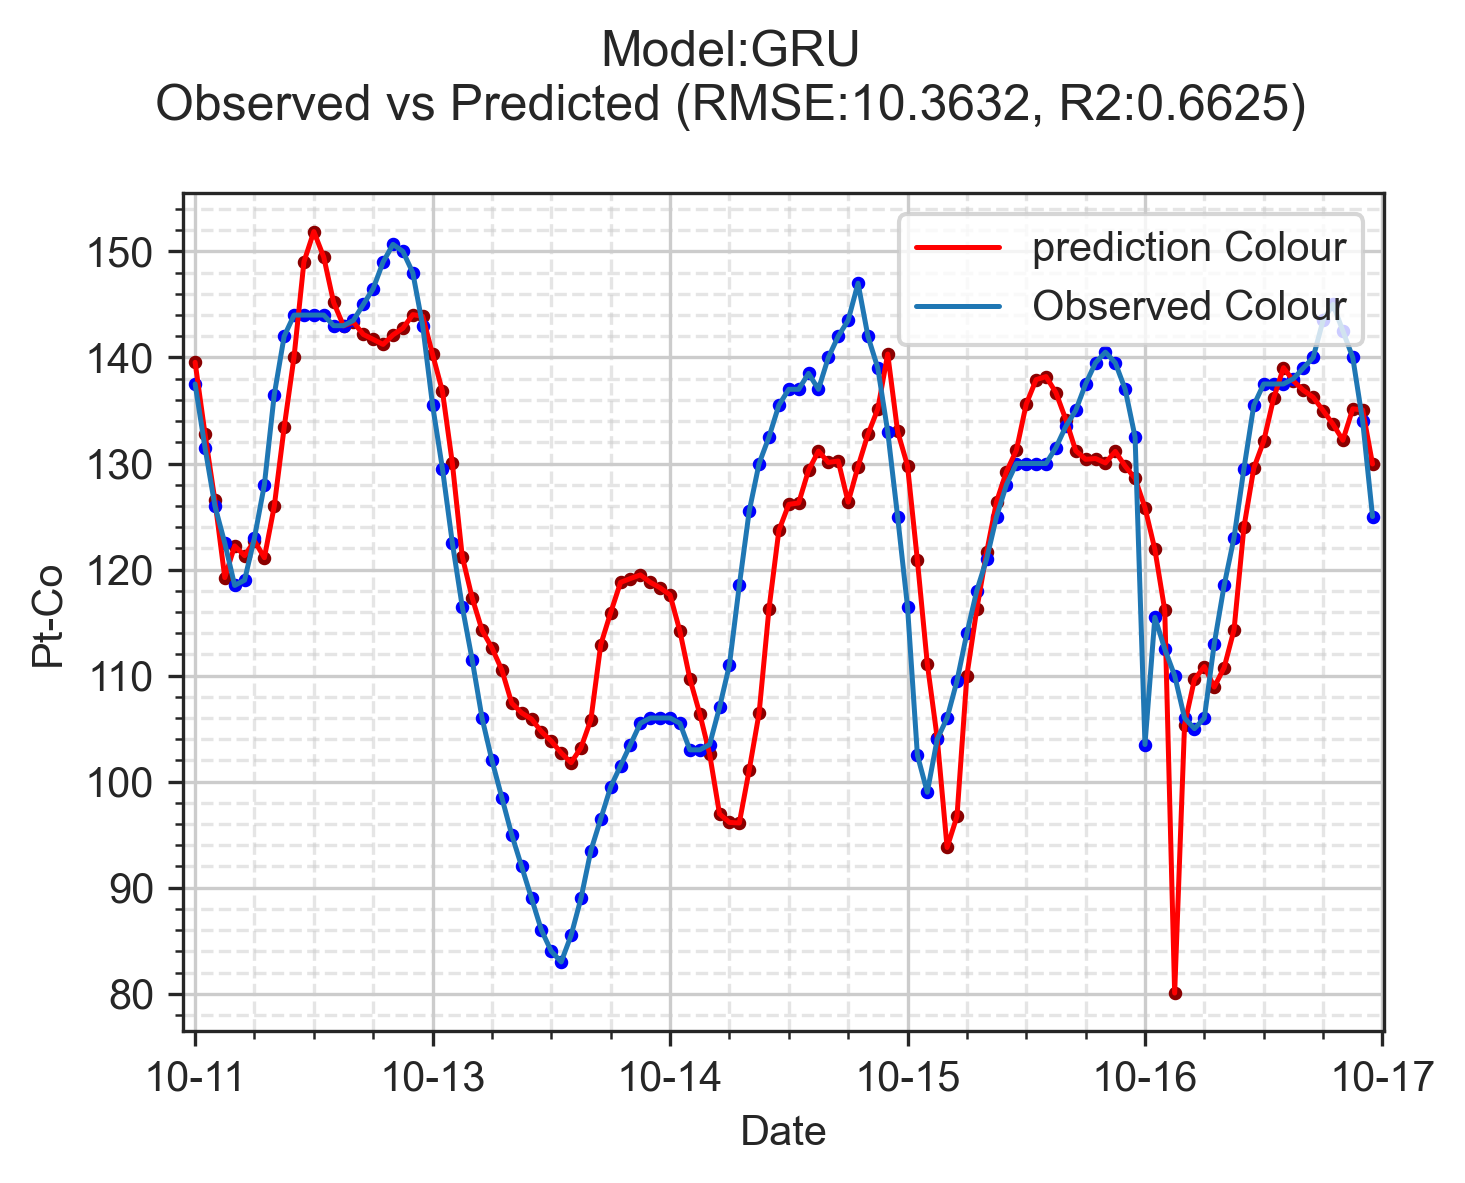 Model:GRU
Observed vs Predicted (RMSE:10.3632, R2:0.6625)
prediction Colour
Observed Colour
150
140
130
120
110
100
90
80
Pt-Co
10-11 10-13 10-14 10-15 10-16 10-17
Date